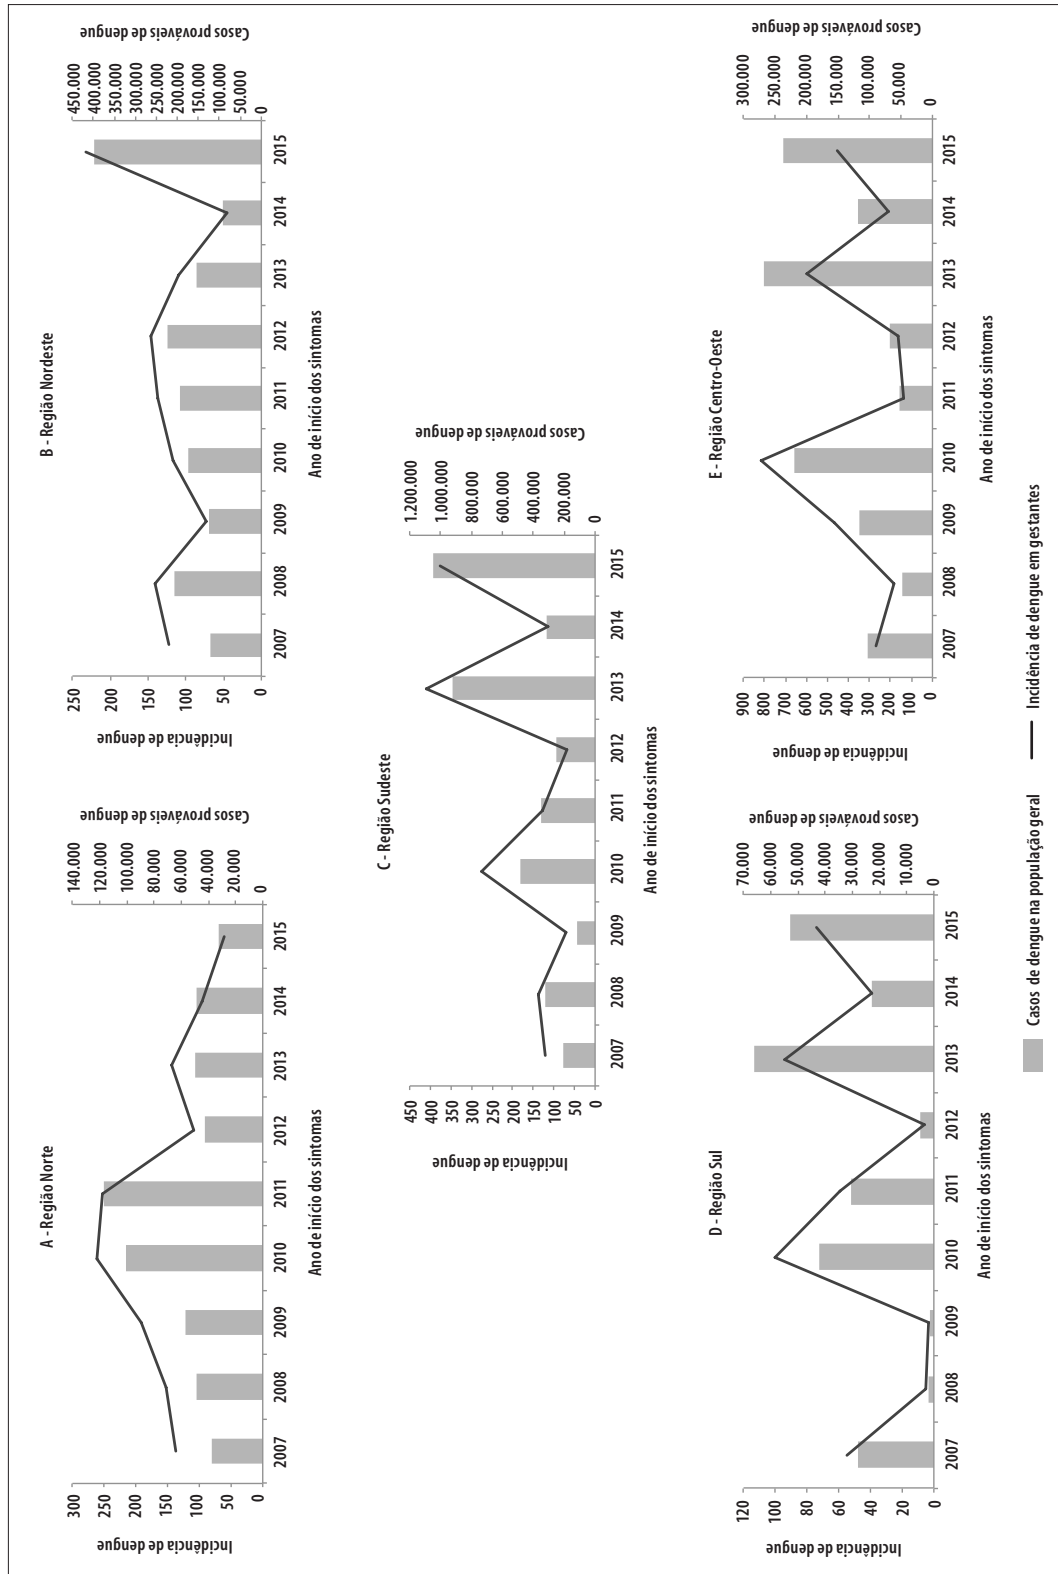 A - Região Norte
Incidência de dengue
300
250
200
150
100
50
0
Casos prováveis de dengue
140.000
120.000
100.000
80.000
60.000
40.000
20.000
0
2007 2008 2009 2010 2011 2012 2013 2014 2015
Ano de início dos sintomas
B - Região Nordeste
Incidência de dengue
250
200
150
100
50
0
Casos prováveis de dengue
450.000
400.000
350.000
300.000
250.000
200.000
150.000
100.000
50.000
0
2007 2008 2009 2010 2011 2012 2013 2014 2015
Ano de início dos sintomas
C - Região Sudeste
Incidência de dengue
450
400
350
300
250
200
150
100
50
0
Casos prováveis de dengue
1.200.000
1.000.000
800.000
600.000
400.000
200.000
0
2007 2008 2009 2010 2011 2012 2013 2014 2015
Ano de início dos sintomas
D - Região Sul
Incidência de dengue
120
100
80
60
40
20
0
Casos prováveis de dengue
70.000
60.000
50.000
40.000
30.000
20.000
10.000
0
2007 2008 2009 2010 2011 2012 2013 2014 2015
Ano de início dos sintomas
E - Região Centro-Oeste
Incidência de dengue
900
800
700
600
500
400
300
200
100
0
Casos prováveis de dengue
300.000
250.000
200.000
150.000
100.000
50.000
0
2007 2008 2009 2010 2011 2012 2013 2014 2015
Ano de início dos sintomas
Casos de dengue na população geral
Incidência de dengue em gestantes